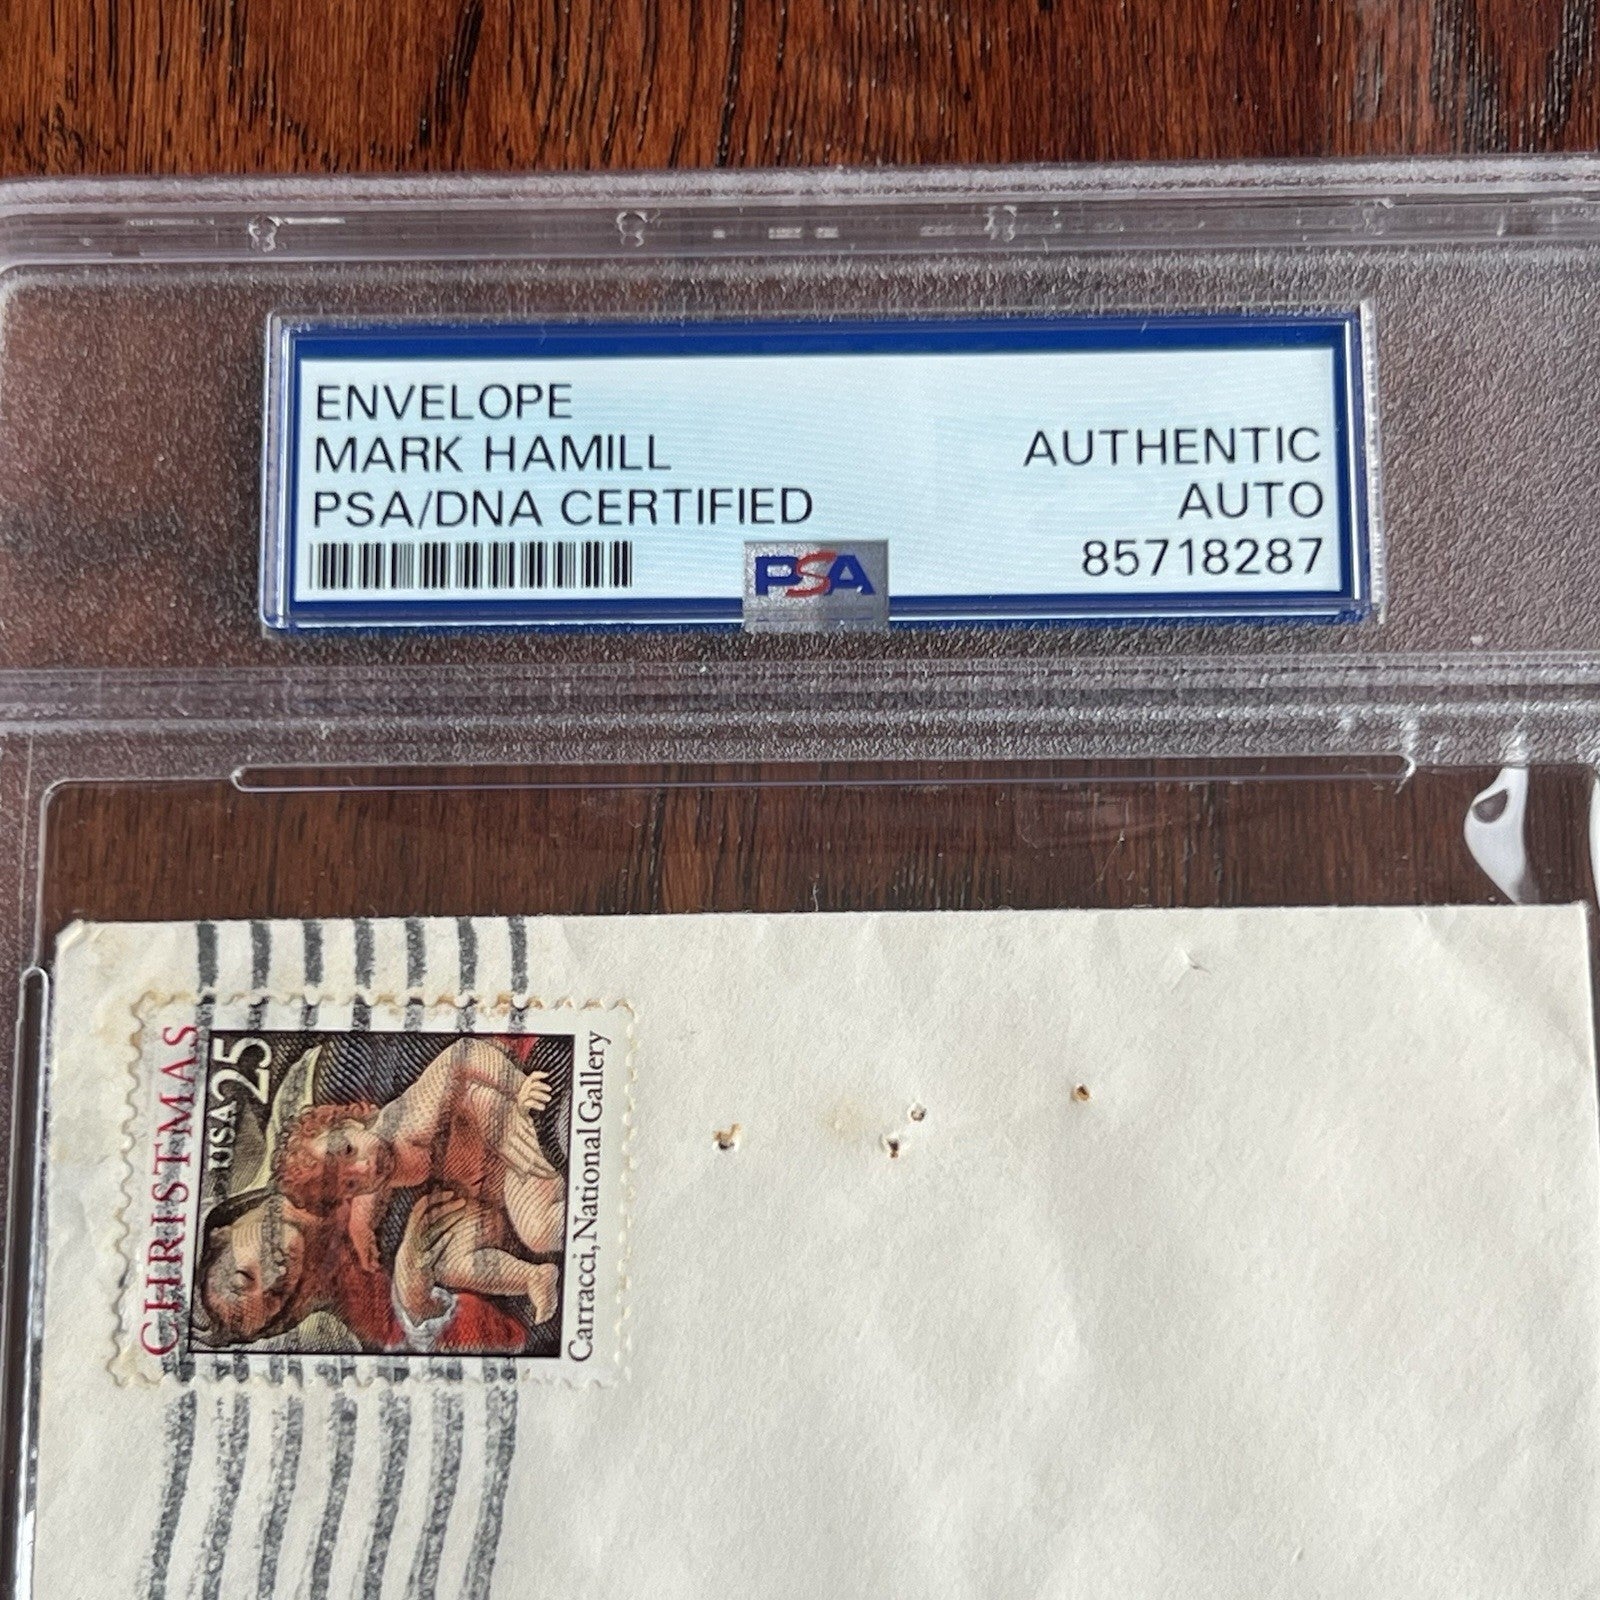 ENVELOPE
MARK HAMILL
PSA/DNA CERTIFIED
AUTHENTIC
AUTO
85718287
PSA
CHRISTMAS
USA 25
Carracci, National Gallery